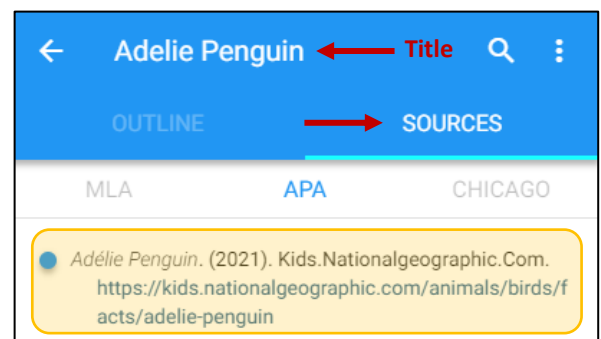 Adelie Penguin Title
OUTLINE SOURCES
MLA APA CHICAGO
Adélie Penguin. (2021). Kids.Nationalgeographic.Com.
https://kids.nationalgeographic.com/animals/birds/f
acts/adelie-penguin